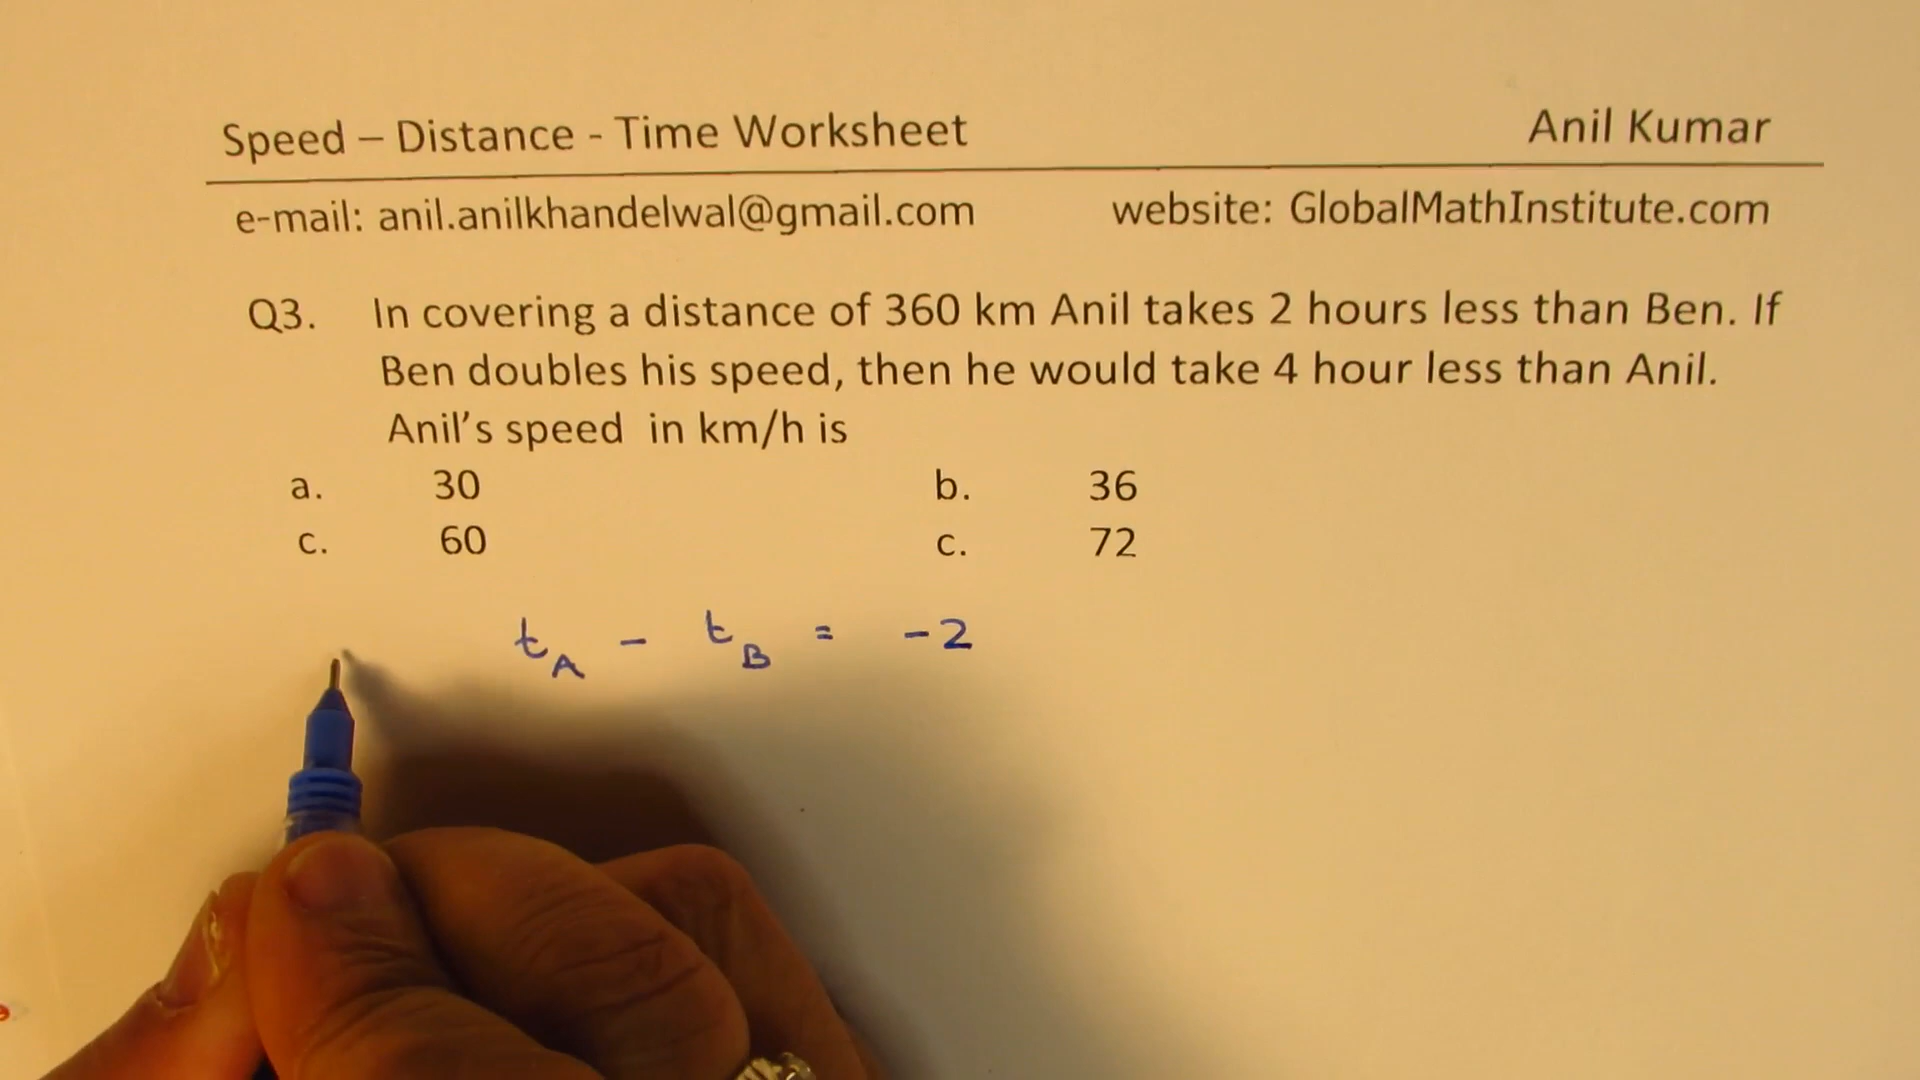 Speed – Distance - Time Worksheet Anil Kumar
e-mail: anil.anilkhandelwal@gmail.com website: GlobalMathInstitute.com
Q3. In covering a distance of 360 km Anil takes 2 hours less than Ben. If
Ben doubles his speed, then he would take 4 hour less than Anil.
Anil’s speed in km/h is
a. 30 b. 36
c. 60 c. 72
t_A - t_B = -2